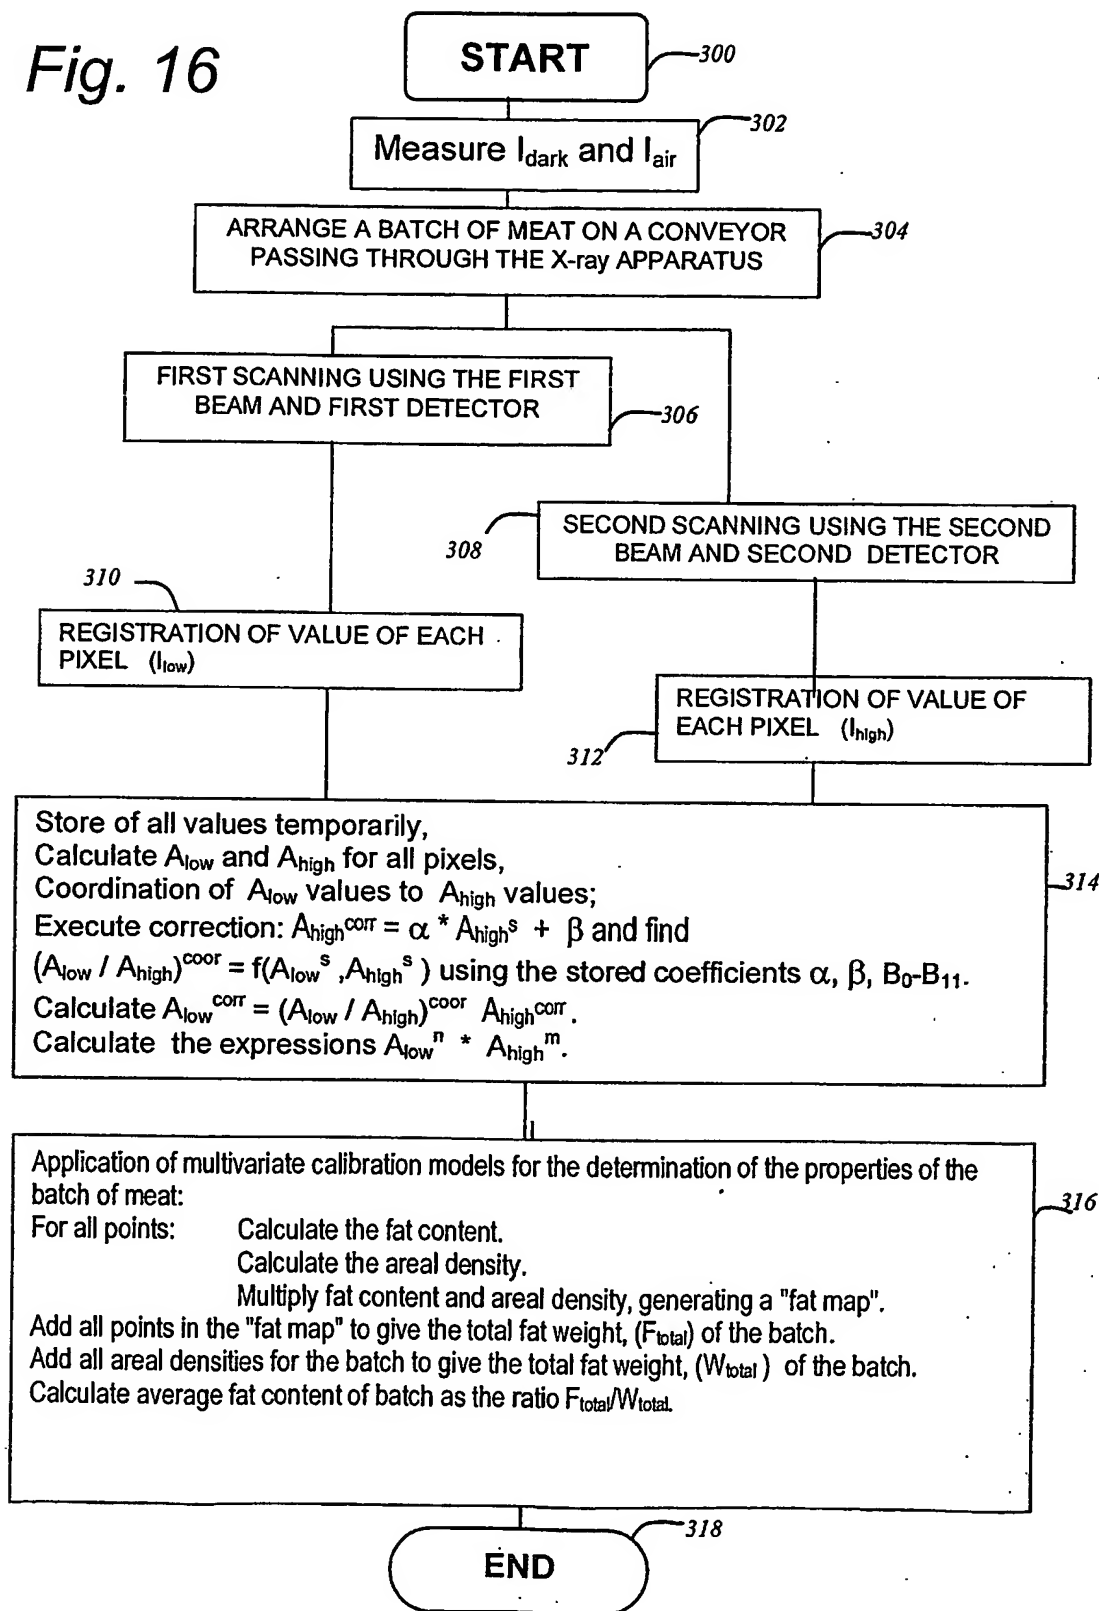 Fig. 16
START
300
Measure I_dark and I_air
302
ARRANGE A BATCH OF MEAT ON A CONVEYOR
PASSING THROUGH THE X-ray APPARATUS
304
FIRST SCANNING USING THE FIRST
BEAM AND FIRST DETECTOR
306
SECOND SCANNING USING THE SECOND
BEAM AND SECOND DETECTOR
308
310
REGISTRATION OF VALUE OF EACH
PIXEL (I_low)
REGISTRATION OF VALUE OF
EACH PIXEL (I_high)
312
Store of all values temporarily,
Calculate A_low and A_high for all pixels,
Coordination of A_low values to A_high values;
Execute correction: A_high^corr = α * A_high^s + β and find
(A_low / A_high)^coor = f(A_low^s ,A_high^s ) using the stored coefficients α, β, B_0-B_11.
Calculate A_low^corr = (A_low / A_high)^coor A_high^corr.
Calculate the expressions A_low^n * A_high^m.
314
Application of multivariate calibration models for the determination of the properties of the
batch of meat:
For all points: Calculate the fat content.
Calculate the areal density.
Multiply fat content and areal density, generating a "fat map".
Add all points in the "fat map" to give the total fat weight, (F_total) of the batch.
Add all areal densities for the batch to give the total fat weight, (W_total ) of the batch.
Calculate average fat content of batch as the ratio F_total/W_total.
316
END
318